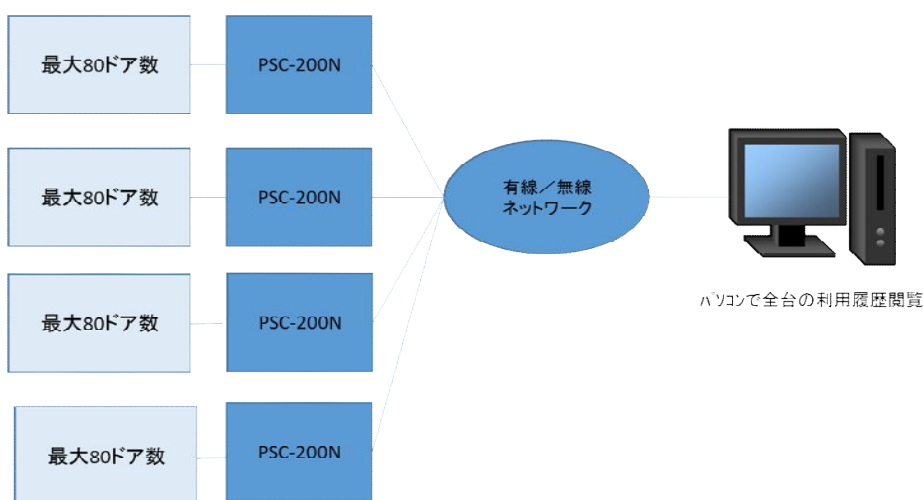 最大80ドア数
PSC-200N
最大80ドア数
PSC-200N
有線／無線
ネットワーク
最大80ドア数
PSC-200N
最大80ドア数
PSC-200N
ﾊﾟｿｺﾝで全台の利用履歴閲覧